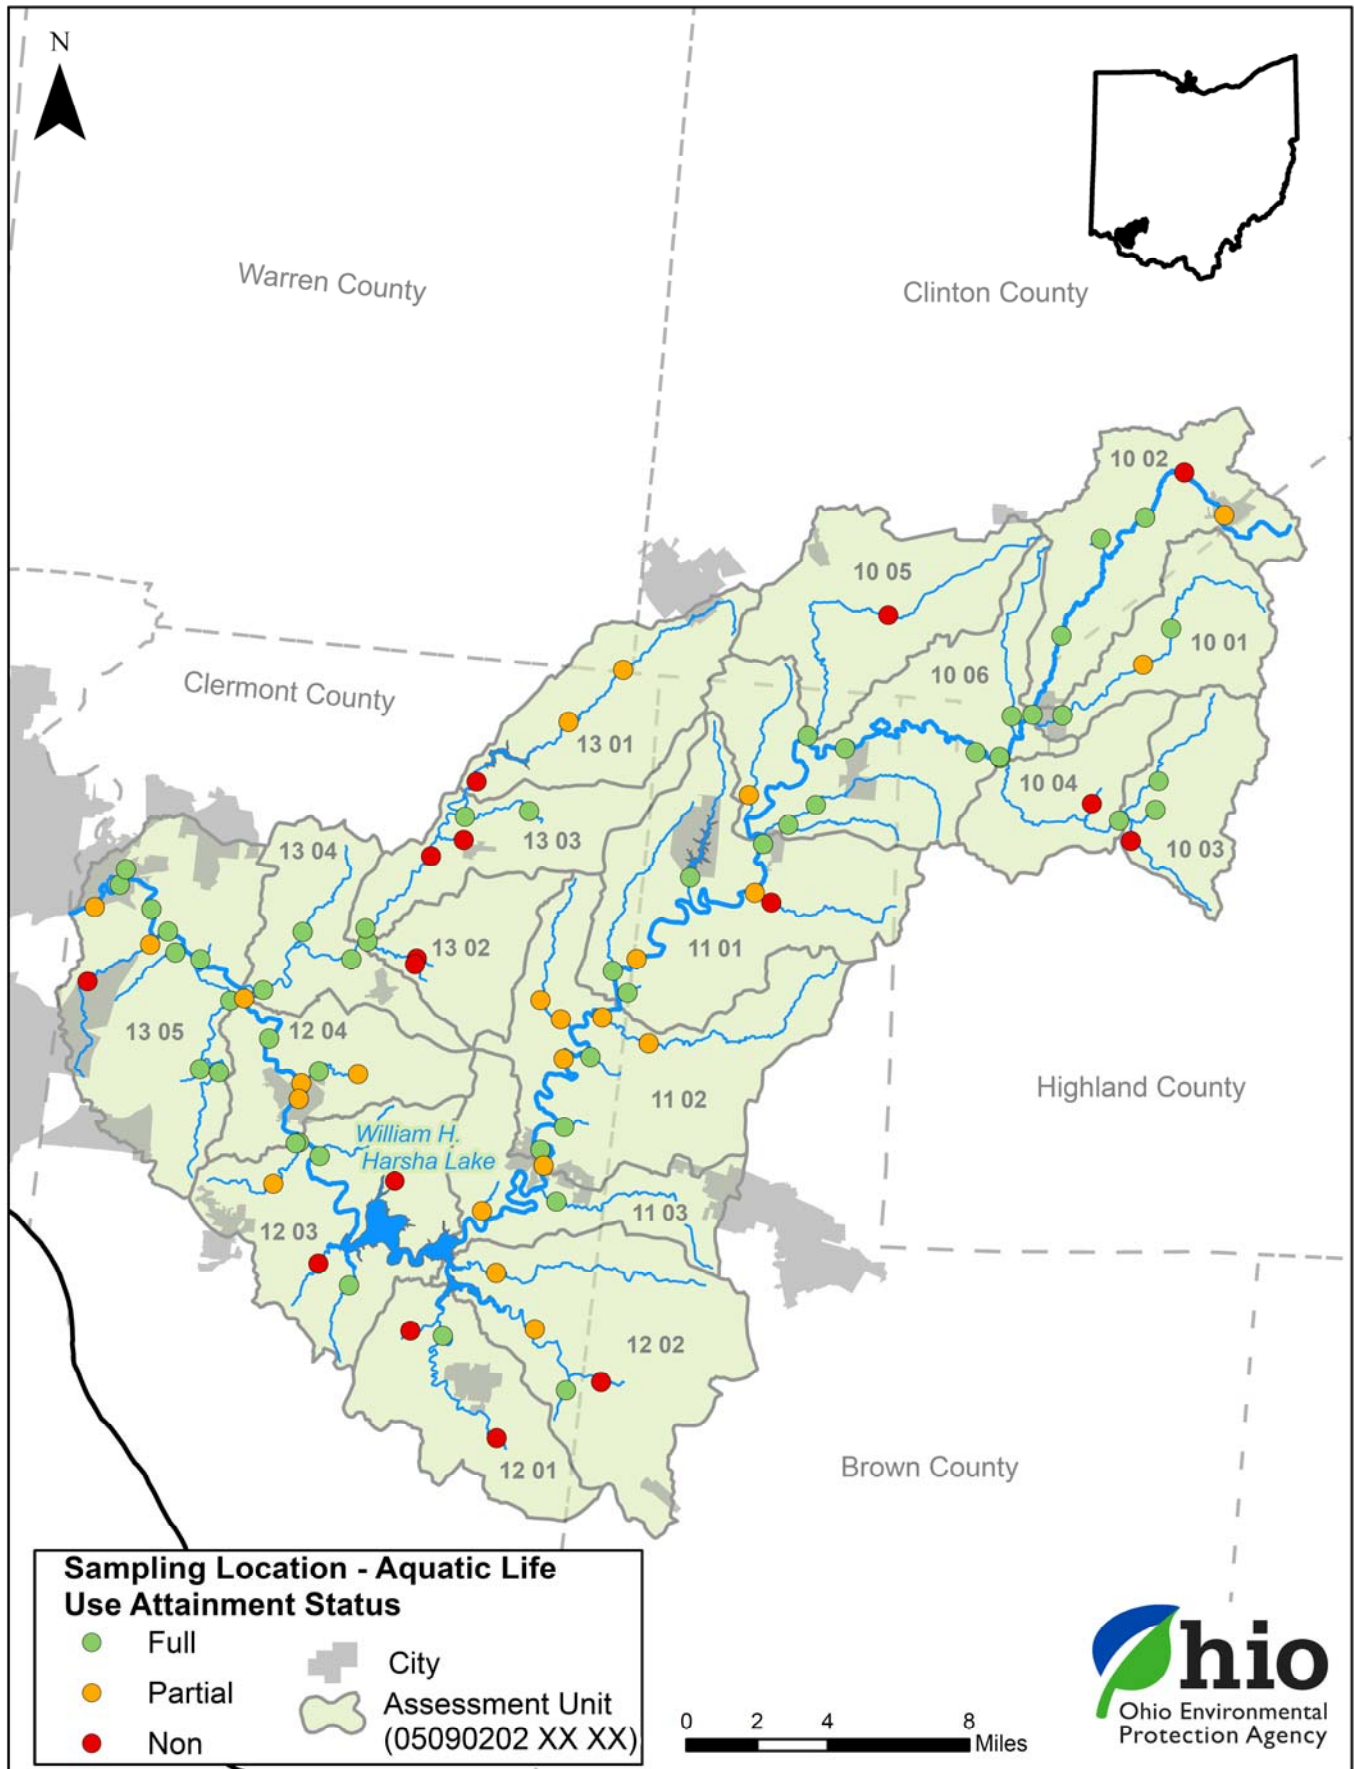 N
Warren County
Clinton County
10 02
10 05
10 01
10 06
Clermont County
13 01
10 04
13 04
13 03
10 03
13 02
11 01
13 05
12 04
Highland County
11 02
William H.
Harsha Lake
11 03
12 03
12 02
Brown County
12 01
Sampling Location - Aquatic Life
Use Attainment Status
Full
Partial
Non
City
Assessment Unit
(05090202 XX XX)
0 2 4 8
Miles
Ohio
Ohio Environmental
Protection Agency